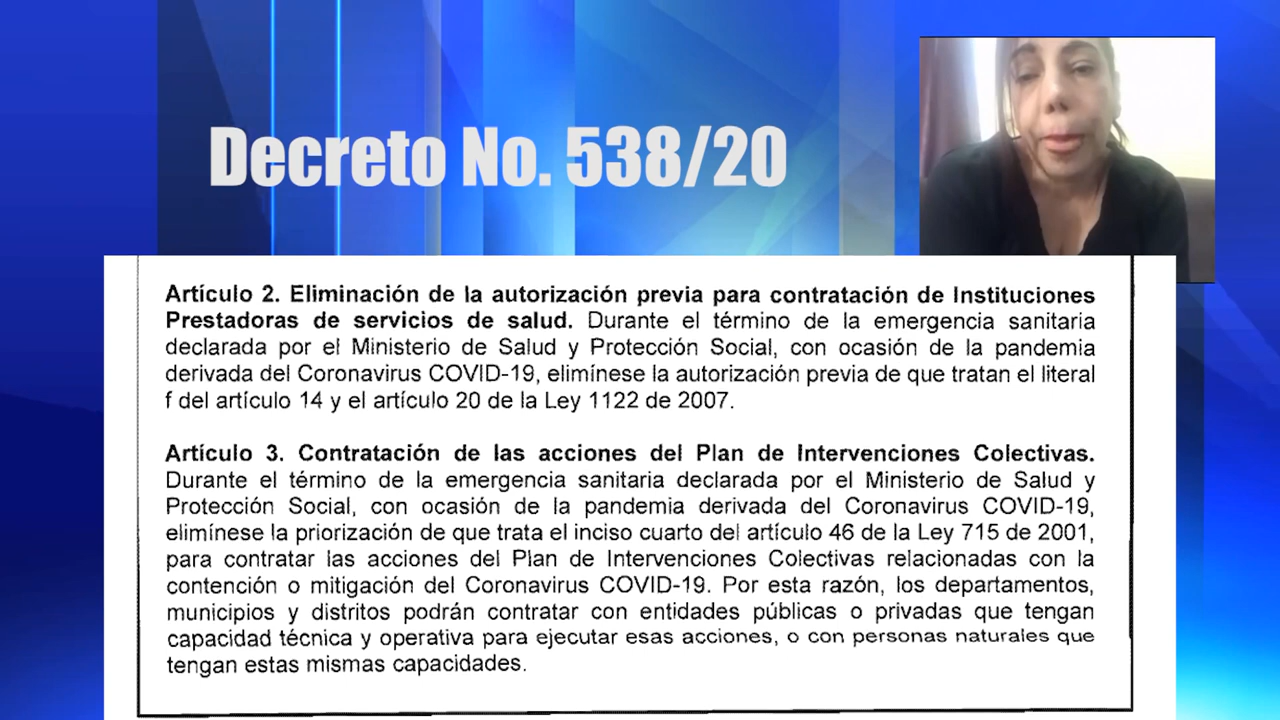 Decreto No. 538/20
Artículo 2. Eliminación de la autorización previa para contratación de Instituciones
Prestadoras de servicios de salud. Durante el término de la emergencia sanitaria
declarada por el Ministerio de Salud y Protección Social, con ocasión de la pandemia
derivada del Coronavirus COVID-19, elimínese la autorización previa de que tratan el literal
f del artículo 14 y el artículo 20 de la Ley 1122 de 2007.
Artículo 3. Contratación de las acciones del Plan de Intervenciones Colectivas.
Durante el término de la emergencia sanitaria declarada por el Ministerio de Salud y
Protección Social, con ocasión de la pandemia derivada del Coronavirus COVID-19,
elimínese la priorización de que trata el inciso cuarto del artículo 46 de la Ley 715 de 2001,
para contratar las acciones del Plan de Intervenciones Colectivas relacionadas con la
contención o mitigación del Coronavirus COVID-19. Por esta razón, los departamentos,
municipios y distritos podrán contratar con entidades públicas o privadas que tengan
capacidad técnica y operativa para ejecutar esas acciones, o con personas naturales que
tengan estas mismas capacidades.